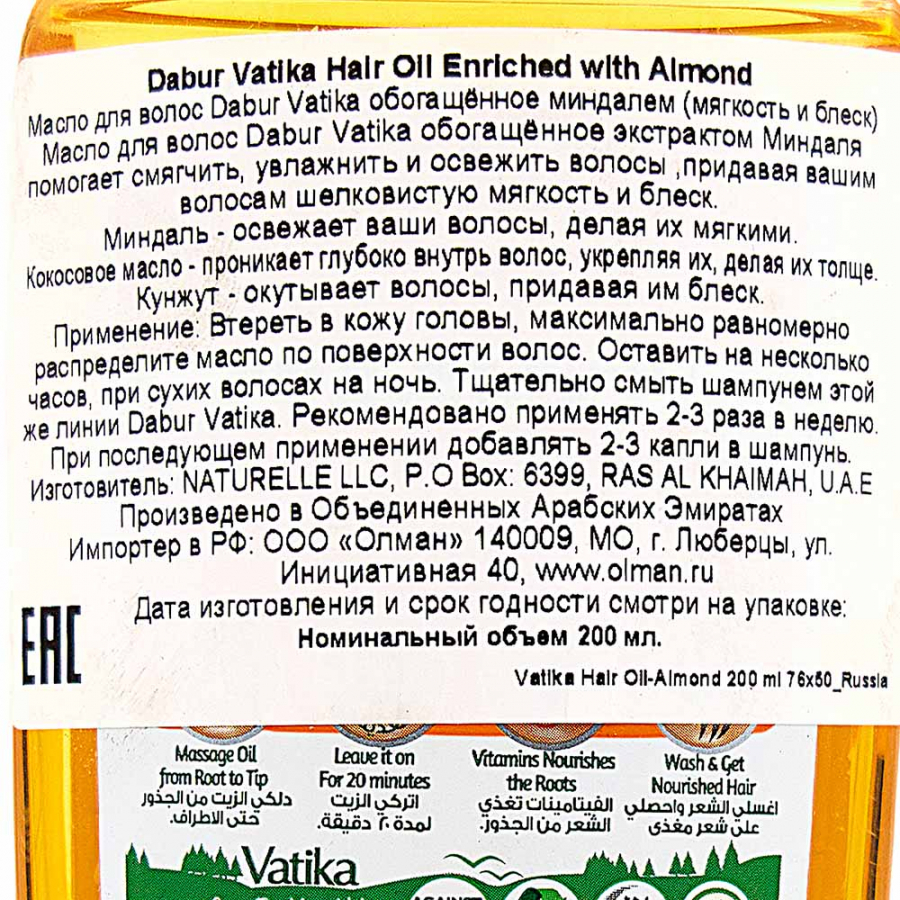 Dabur Vatika Hair Oil Enriched with Almond
Масло для волос Dabur Vatika обогащённое миндалем (мягкость и блеск)
Масло для волос Dabur Vatika обогащённое экстрактом Миндаля
помогает смягчить, увлажнить и освежить волосы ,придавая вашим
волосам шелковистую мягкость и блеск.
Миндаль - освежает ваши волосы, делая их мягкими.
Кокосовое масло - проникает глубоко внутрь волос, укрепляя их, делая их толще.
Кунжут - окутывает волосы, придавая им блеск.
Применение: Втереть в кожу головы, максимально равномерно
распределите масло по поверхности волос. Оставить на несколько
часов, при сухих волосах на ночь. Тщательно смыть шампунем этой
же линии Dabur Vatika. Рекомендовано применять 2-3 раза в неделю.
При последующем применении добавлять 2-3 капли в шампунь.
Изготовитель: NATURELLE LLC, P.O Box: 6399, RAS AL KHAIMAH, U.A.E
Произведено в Объединенных Арабских Эмиратах
Импортер в РФ: ООО «Олман» 140009, МО, г. Люберцы, ул.
Инициативная 40, www.olman.ru
Дата изготовления и срок годности смотри на упаковке:
Номинальный объем 200 мл.
EAC
Vatika Hair Oil-Almond 200 ml 76x50_Russia
Massage Oil
from Root to Tip
دلكي الزيت من الجذور
حتى الاطراف.
Leave it on
For 20 minutes
اتركي الزيت
لمدة ٢٠ دقيقة.
Vitamins Nourishes
the Roots
الفيتامينات تغذي
الشعر من الجذور.
Wash & Get
Nourished Hair
اغسلي الشعر واحصلي
على شعر مغذى
Vatika
AGAINST